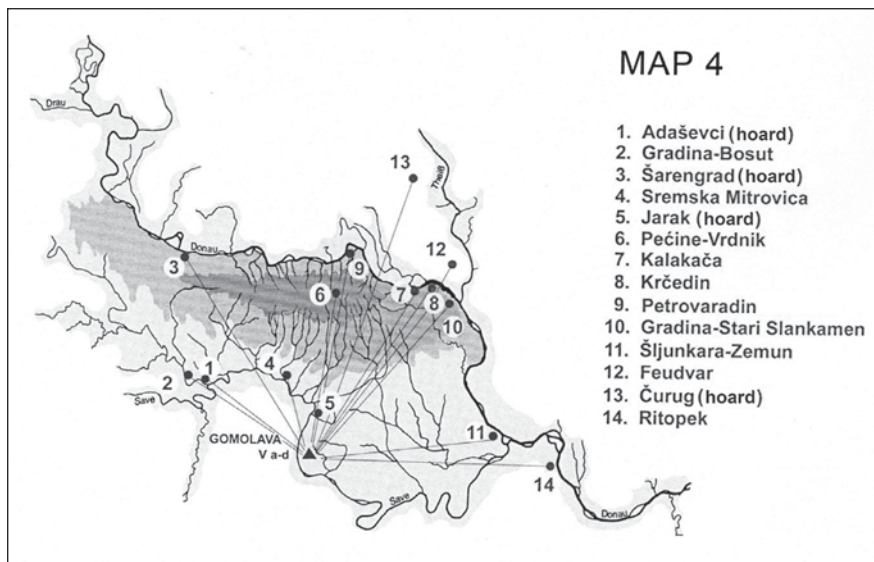 MAP 4
1. Adaševci (hoard)
2. Gradina-Bosut
3. Šarengrad (hoard)
4. Sremska Mitrovica
5. Jarak (hoard)
6. Pećine-Vrdnik
7. Kalakača
8. Krčedin
9. Petrovaradin
10. Gradina-Stari Slankamen
11. Šljunkara-Zemun
12. Feudvar
13. Čurug (hoard)
14. Ritopek
Drau
13
Theiß
Donau
12
3
9
6
7
8
10
2
1
4
Save
5
GOMOLAVA
V a-d
11
14
Save
Donau